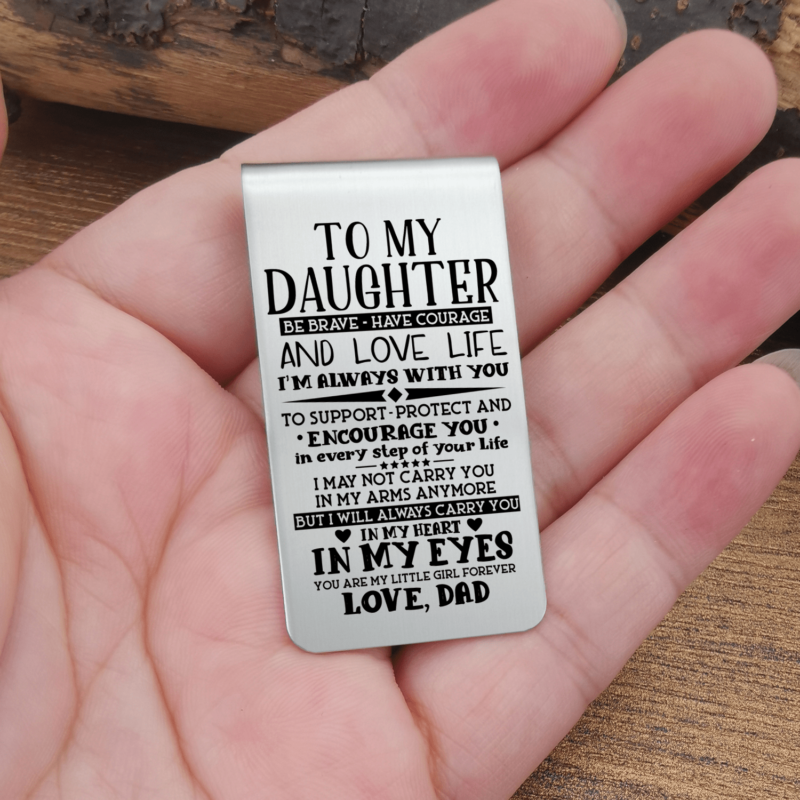 TO MY
DAUGHTER
BE BRAVE - HAVE COURAGE
AND LOVE LIFE
I'M ALWAYS WITH YOU
TO SUPPORT - PROTECT AND
• ENCOURAGE YOU •
in every step of your Life
I MAY NOT CARRY YOU
IN MY ARMS ANYMORE
BUT I WILL ALWAYS CARRY YOU
IN MY HEART
IN MY EYES
YOU ARE MY LITTLE GIRL FOREVER
LOVE, DAD